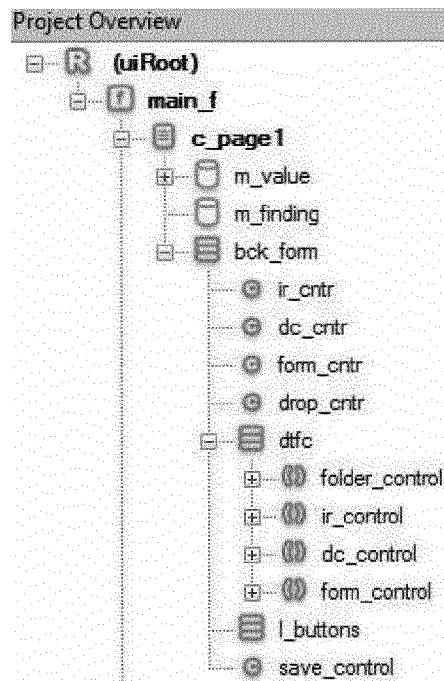 Project Overview
R (uiRoot)
f main_f
c_page1
m_value
m_finding
bck_form
ir_cntr
dc_cntr
form_cntr
drop_cntr
dtfc
folder_control
ir_control
dc_control
form_control
l_buttons
save_control